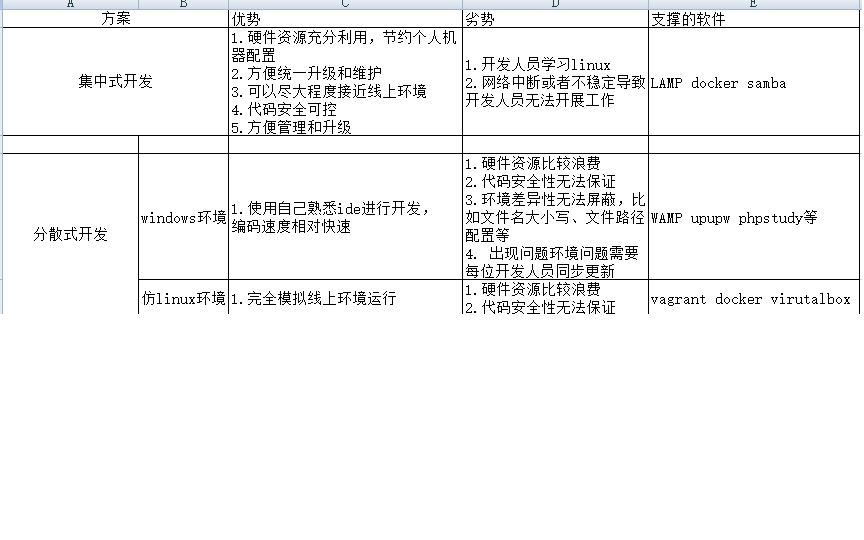 A B C D E
方案 优势 劣势 支撑的软件
集中式开发
1.硬件资源充分利用，节约个人机
器配置
2.方便统一升级和维护
3.可以尽大程度接近线上环境
4.代码安全可控
5.方便管理和升级
1.开发人员学习linux
2.网络中断或者不稳定导致
开发人员无法开展工作
LAMP docker samba
分散式开发
windows环境
1.使用自己熟悉ide进行开发，
编码速度相对快速
1.硬件资源比较浪费
2.代码安全性无法保证
3.环境差异性无法屏蔽，比
如文件名大小写、文件路径
配置等
4. 出现问题环境问题需要
每位开发人员同步更新
WAMP upupw phpstudy等
仿linux环境
1.完全模拟线上环境运行
1.硬件资源比较浪费
2.代码安全性无法保证
vagrant docker virutalbox